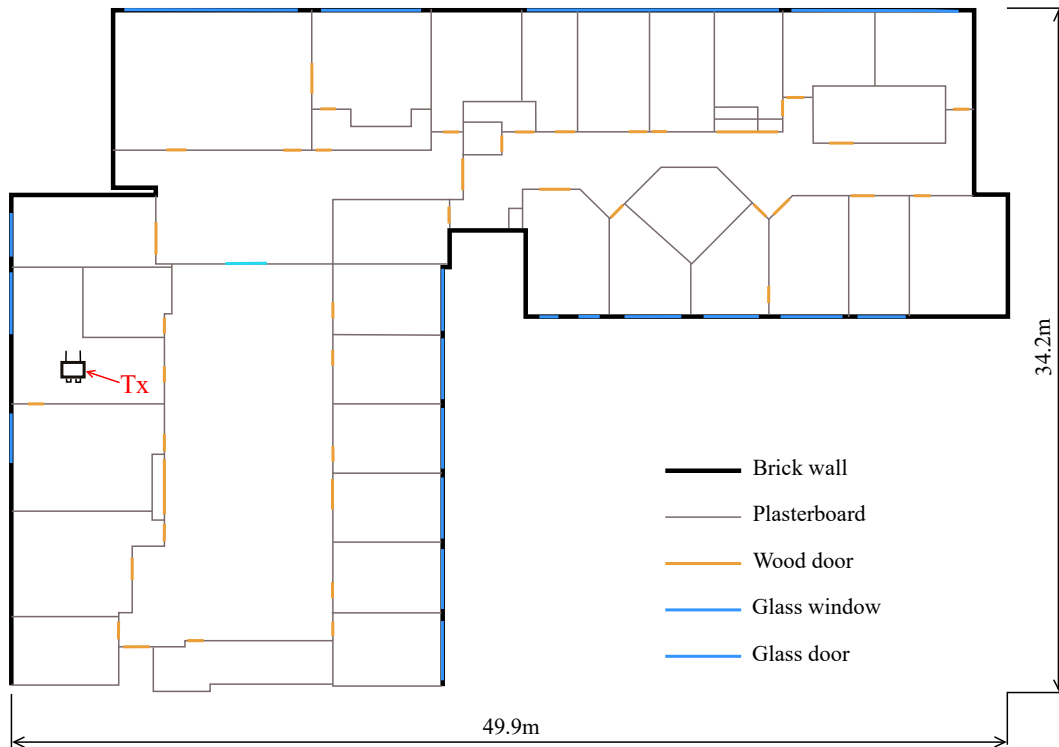 Tx
34.2m
Brick wall
Plasterboard
Wood door
Glass window
Glass door
49.9m